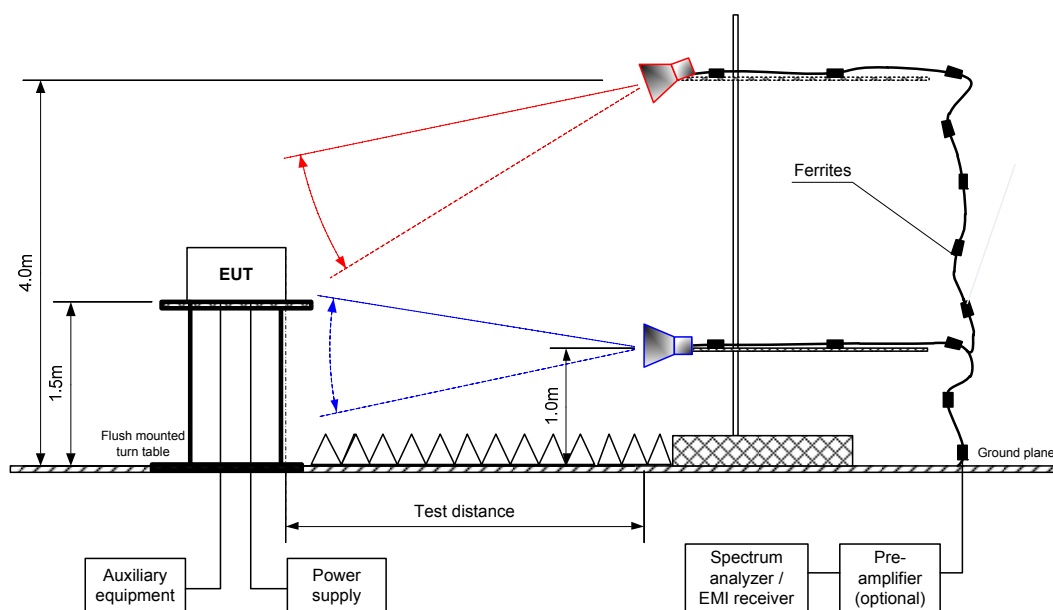 Ferrites
EUT
4.0m
1.5m
1.0m
Flush mounted
turn table
Ground plane
Test distance
Auxiliary
equipment
Power
supply
Spectrum
analyzer /
EMI receiver
Pre-
amplifier
(optional)